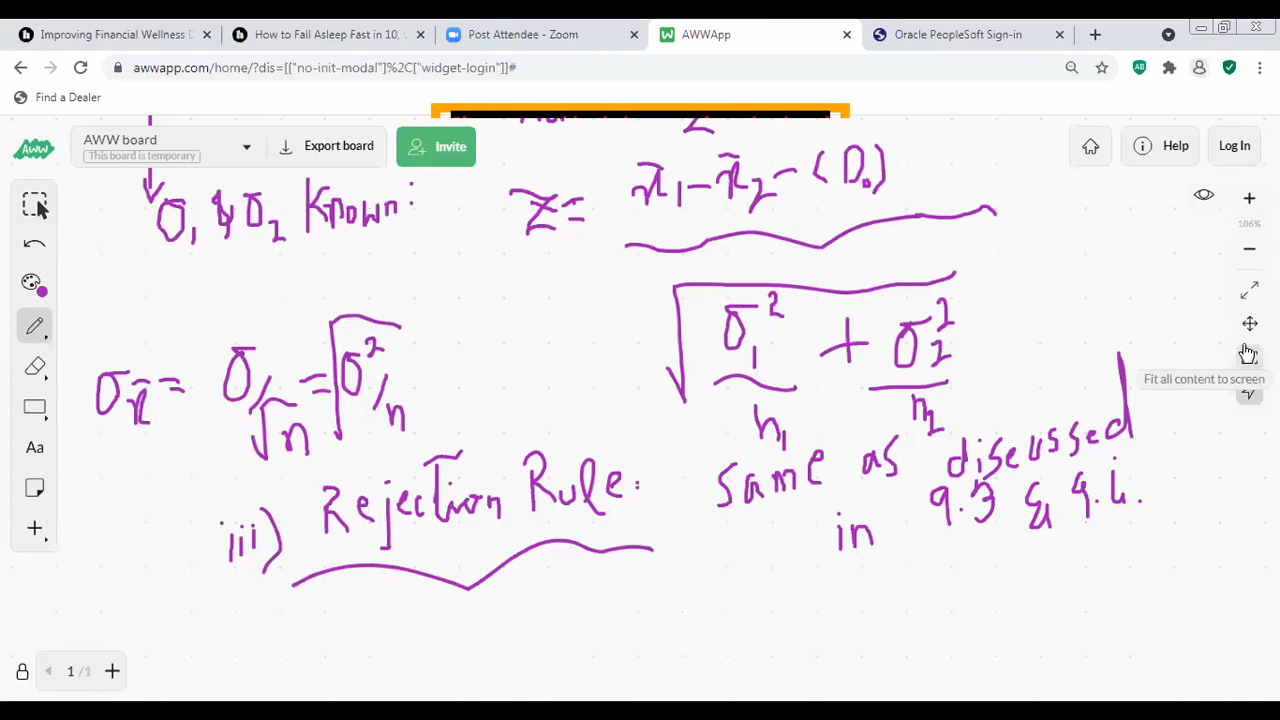 Improving Financial Wellness D
How to Fall Asleep Fast in 10,
Post Attendee - Zoom
AWWApp
Oracle PeopleSoft Sign-in
awwapp.com/home/?dis=[["no-init-modal"]%2C["widget-login"]]#
Find a Dealer
AWW
AWW board
This board is temporary
Export board
Invite
Help
Log In
σ₁ & σ₂ Known:
Z = x̄₁ - x̄₂ - (D₀)
√ σ₁²/n₁ + σ₂²/n₂
106%
Fit all content to screen
σx̄ = σ/√n = √σ²/n
iii) Rejection Rule: same as discussed
in 9.3 & 9.4.
Aa
1/1